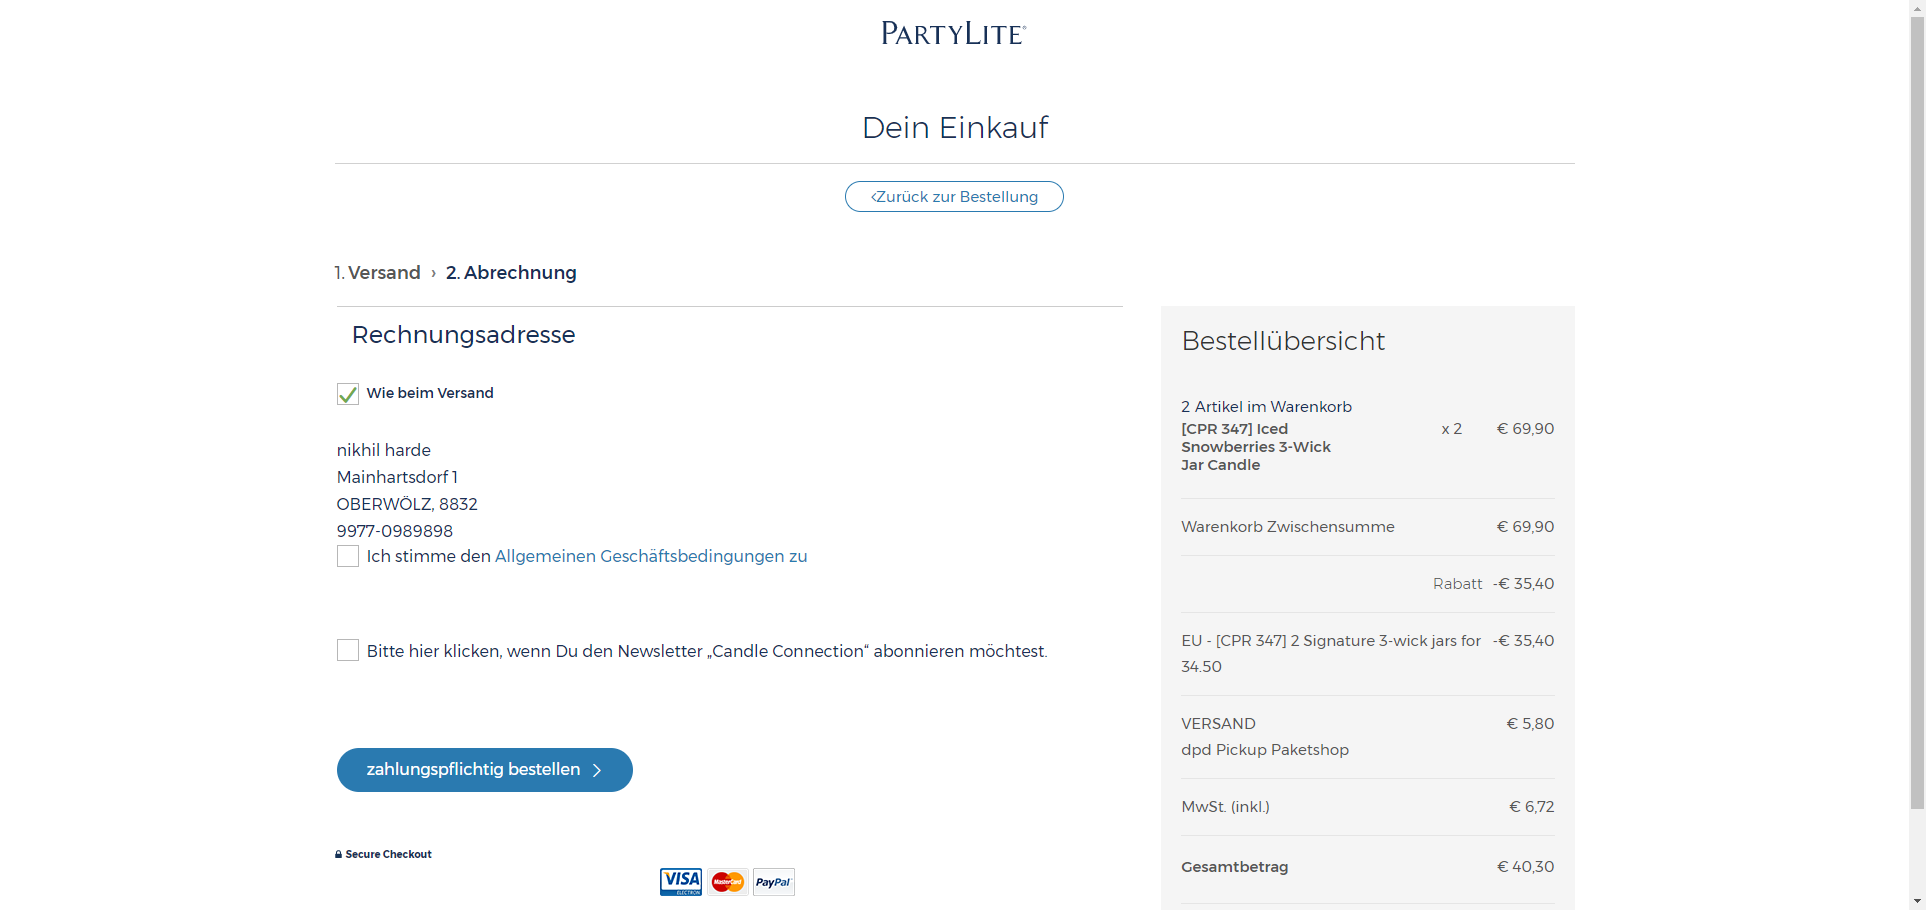 PARTYLITE®
Dein Einkauf
‹Zurück zur Bestellung
1. Versand › 2. Abrechnung
Rechnungsadresse
Wie beim Versand
nikhil harde
Mainhartsdorf 1
OBERWÖLZ, 8832
9977-0989898
Ich stimme den Allgemeinen Geschäftsbedingungen zu
Bitte hier klicken, wenn Du den Newsletter „Candle Connection“ abonnieren möchtest.
zahlungspflichtig bestellen
Secure Checkout
VISA
ELECTRON
MasterCard
PayPal
Bestellübersicht
2 Artikel im Warenkorb
[CPR 347] Iced x 2 € 69,90
Snowberries 3-Wick
Jar Candle
Warenkorb Zwischensumme € 69,90
Rabatt -€ 35,40
EU - [CPR 347] 2 Signature 3-wick jars for -€ 35,40
34.50
VERSAND € 5,80
dpd Pickup Paketshop
MwSt. (inkl.) € 6,72
Gesamtbetrag € 40,30